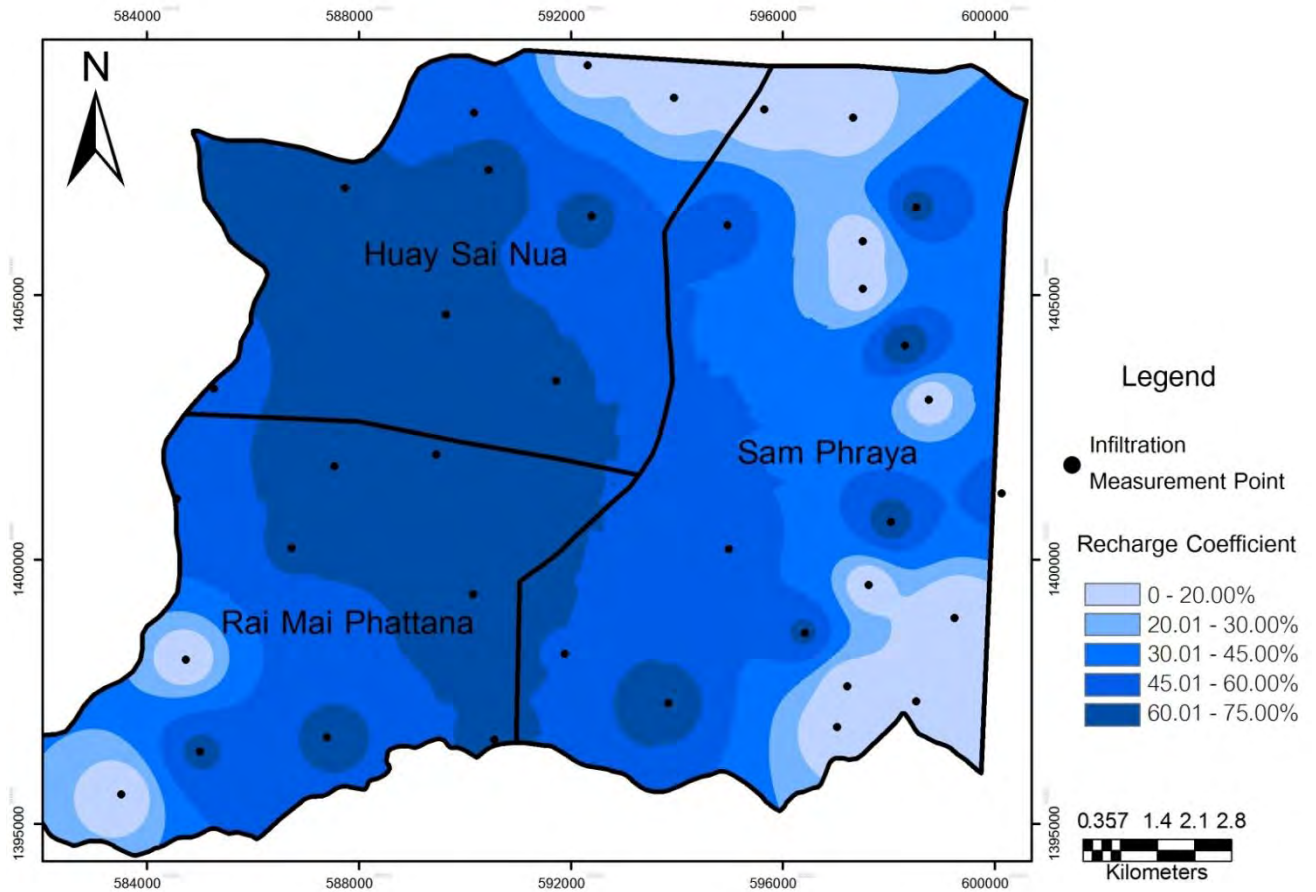 584000 588000 592000 596000 600000
N
Huay Sai Nua
1405000 1405000
Legend
Infiltration
Measurement Point
Sam Phraya
Recharge Coefficient
1400000 1400000
0 - 20.00%
20.01 - 30.00%
30.01 - 45.00%
45.01 - 60.00%
60.01 - 75.00%
Rai Mai Phattana
1395000 1395000
0.357 1.4 2.1 2.8
Kilometers
584000 588000 592000 596000 600000